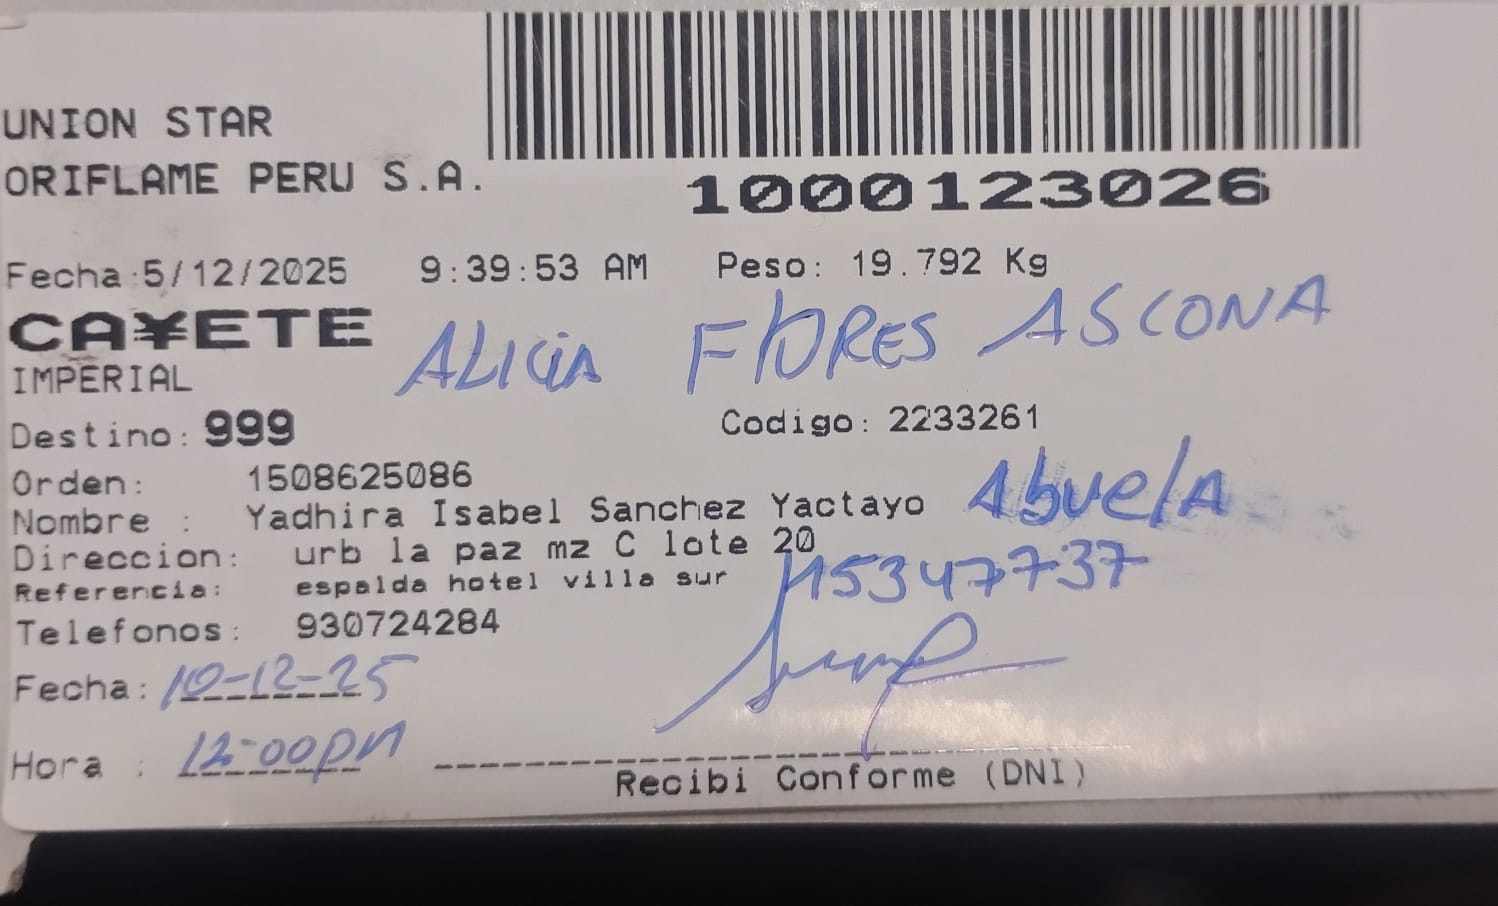 UNION STAR
ORIFLAME PERU S.A.
1000123026
Fecha:5/12/2025 9:39:53 AM Peso: 19.792 Kg
CA¥ETE
ALICIA FLORES ASCONA
IMPERIAL
Destino: 999 Codigo: 2233261
Orden: 1508625086
Nombre : Yadhira Isabel Sanchez Yactayo Abuela
Direccion: urb la paz mz C lote 20
Referencia: espalda hotel villa sur
15347737
Telefonos: 930724284
Fecha: 10-12-25
Hora : 12:00pm
Recibi Conforme (DNI)